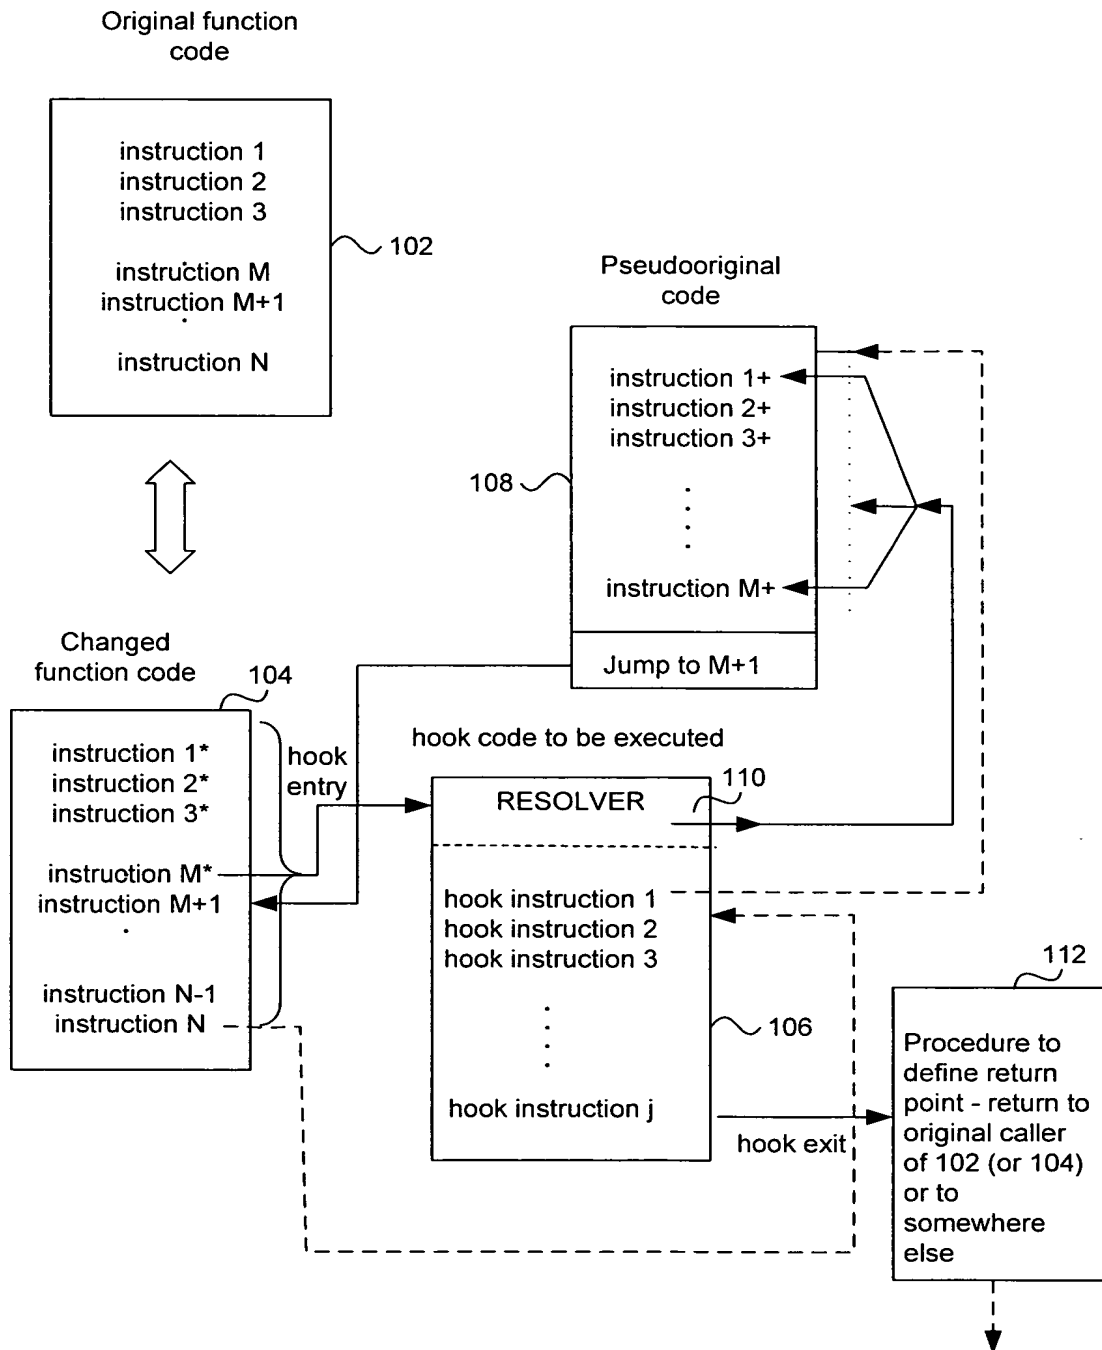 Original function
code
instruction 1
instruction 2
instruction 3
instruction M
instruction M+1
instruction N
102
Pseudooriginal
code
instruction 1+
instruction 2+
instruction 3+
instruction M+
Jump to M+1
108
Changed
function code
104
instruction 1*
instruction 2*
instruction 3*
instruction M*
instruction M+1
instruction N-1
instruction N
hook
entry
hook code to be executed
RESOLVER
110
hook instruction 1
hook instruction 2
hook instruction 3
hook instruction j
106
hook exit
112
Procedure to
define return
point - return to
original caller
of 102 (or 104)
or to
somewhere
else